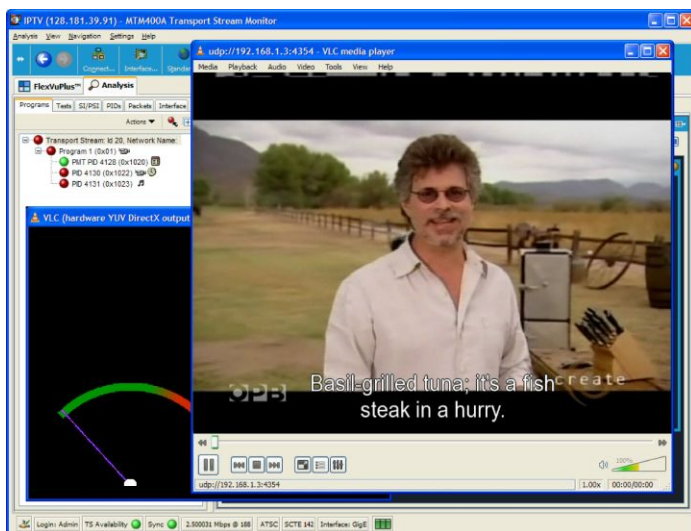 IPTV (128.181.39.91) - MTM400A Transport Stream Monitor
Analysis View Navigation Settings Help
Connect... Interface... Standar
FlexVuPlus™ Analysis
Programs Tests SI/PSI PIDs Packets Interface
Actions
Transport Stream: Id 20, Network Name:
Program 1 (0x01)
PMT PID 4128 (0x1020)
PID 4130 (0x1022)
PID 4131 (0x1023)
VLC (hardware YUV DirectX output
udp://192.168.1.3:4354 - VLC media player
Media Playback Audio Video Tools View Help
OPB
create
Basil-grilled tuna; it's a fish
steak in a hurry.
100%
udp://192.168.1.3:4354
1.00x 00:00/00:00
Login: Admin TS Availability Sync 2.500031 Mbps @ 188 ATSC SCTE 142 Interface: GigE